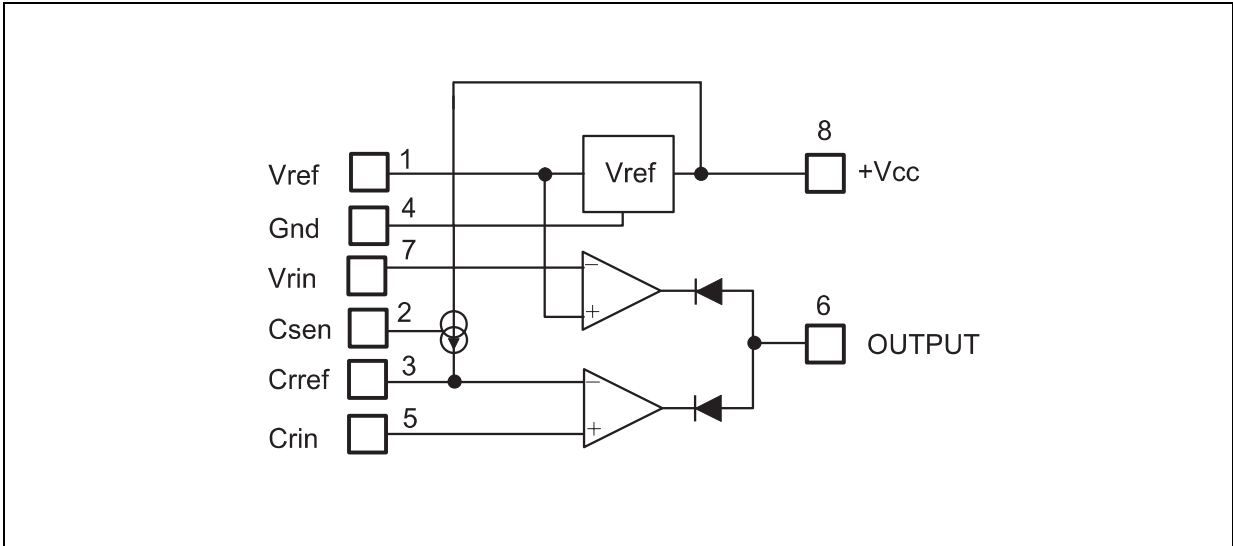 8
Vref 1 Vref +Vcc
Gnd 4
Vrin 7
−
+
Csen 2
6
OUTPUT
Crref 3
−
Crin 5
+